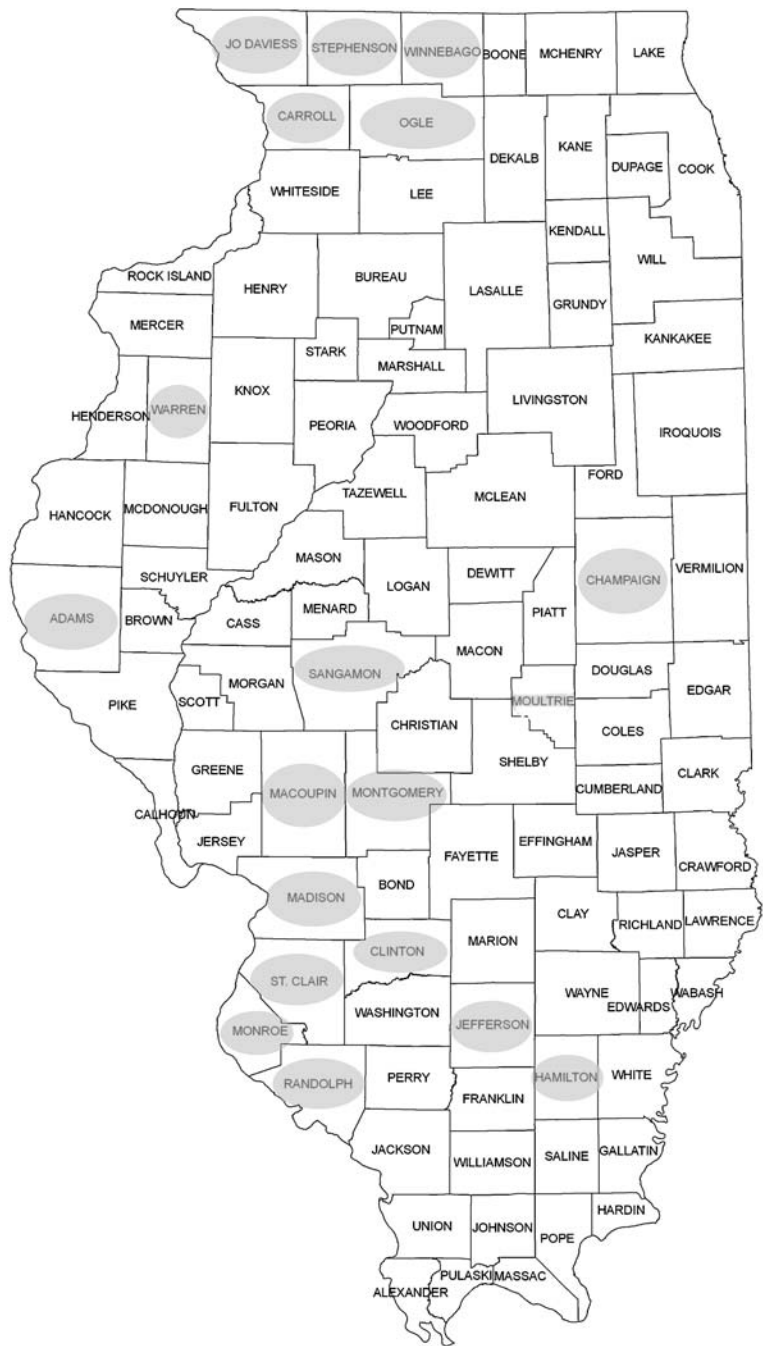 JO DAVIESS
STEPHENSON
WINNEBAGO
BOONE
MCHENRY
LAKE
CARROLL
OGLE
DEKALB
KANE
DUPAGE
COOK
WHITESIDE
LEE
KENDALL
WILL
ROCK ISLAND
HENRY
BUREAU
LASALLE
GRUNDY
MERCER
PUTNAM
KANKAKEE
STARK
MARSHALL
HENDERSON
WARREN
KNOX
PEORIA
WOODFORD
LIVINGSTON
IROQUOIS
FORD
HANCOCK
MCDONOUGH
FULTON
TAZEWELL
MCLEAN
MASON
SCHUYLER
LOGAN
DEWITT
CHAMPAIGN
VERMILION
ADAMS
BROWN
CASS
MENARD
PIATT
MACON
SANGAMON
DOUGLAS
PIKE
SCOTT
MORGAN
MOULTRIE
EDGAR
CHRISTIAN
COLES
GREENE
SHELBY
CLARK
MACOUPIN
MONTGOMERY
CUMBERLAND
CALHOUN
JERSEY
FAYETTE
EFFINGHAM
JASPER
CRAWFORD
MADISON
BOND
CLAY
RICHLAND
LAWRENCE
CLINTON
MARION
ST. CLAIR
WAYNE
EDWARDS
WABASH
WASHINGTON
MONROE
JEFFERSON
RANDOLPH
PERRY
HAMILTON
WHITE
FRANKLIN
JACKSON
WILLIAMSON
SALINE
GALLATIN
HARDIN
UNION
JOHNSON
POPE
PULASKI
MASSAC
ALEXANDER